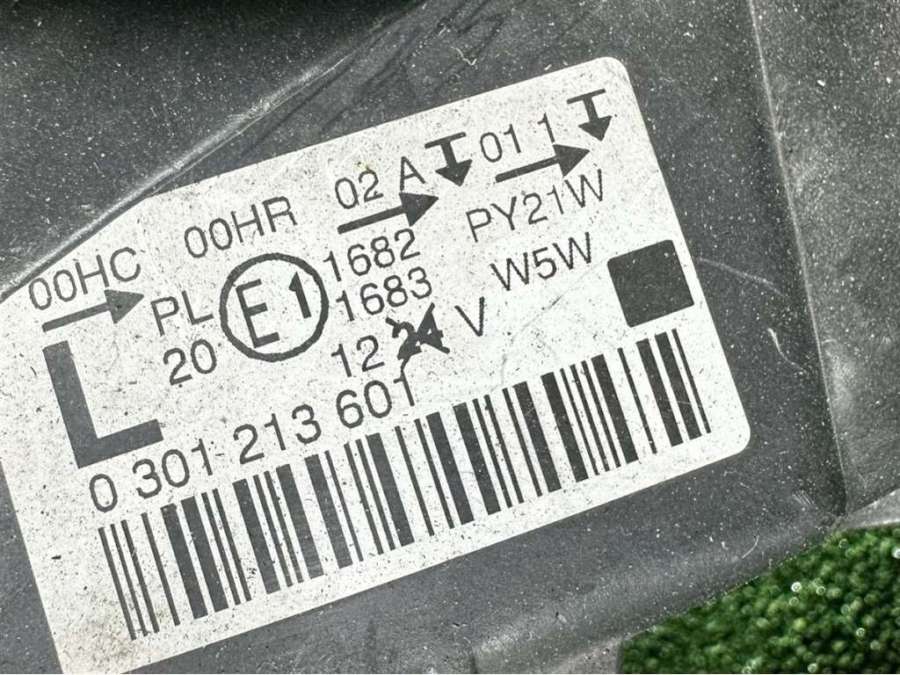 00HC 00HR 02 A 01 1
PL E1 1682 PY21W
20 1683 W5W
L 12 24 V
0 301 213 601